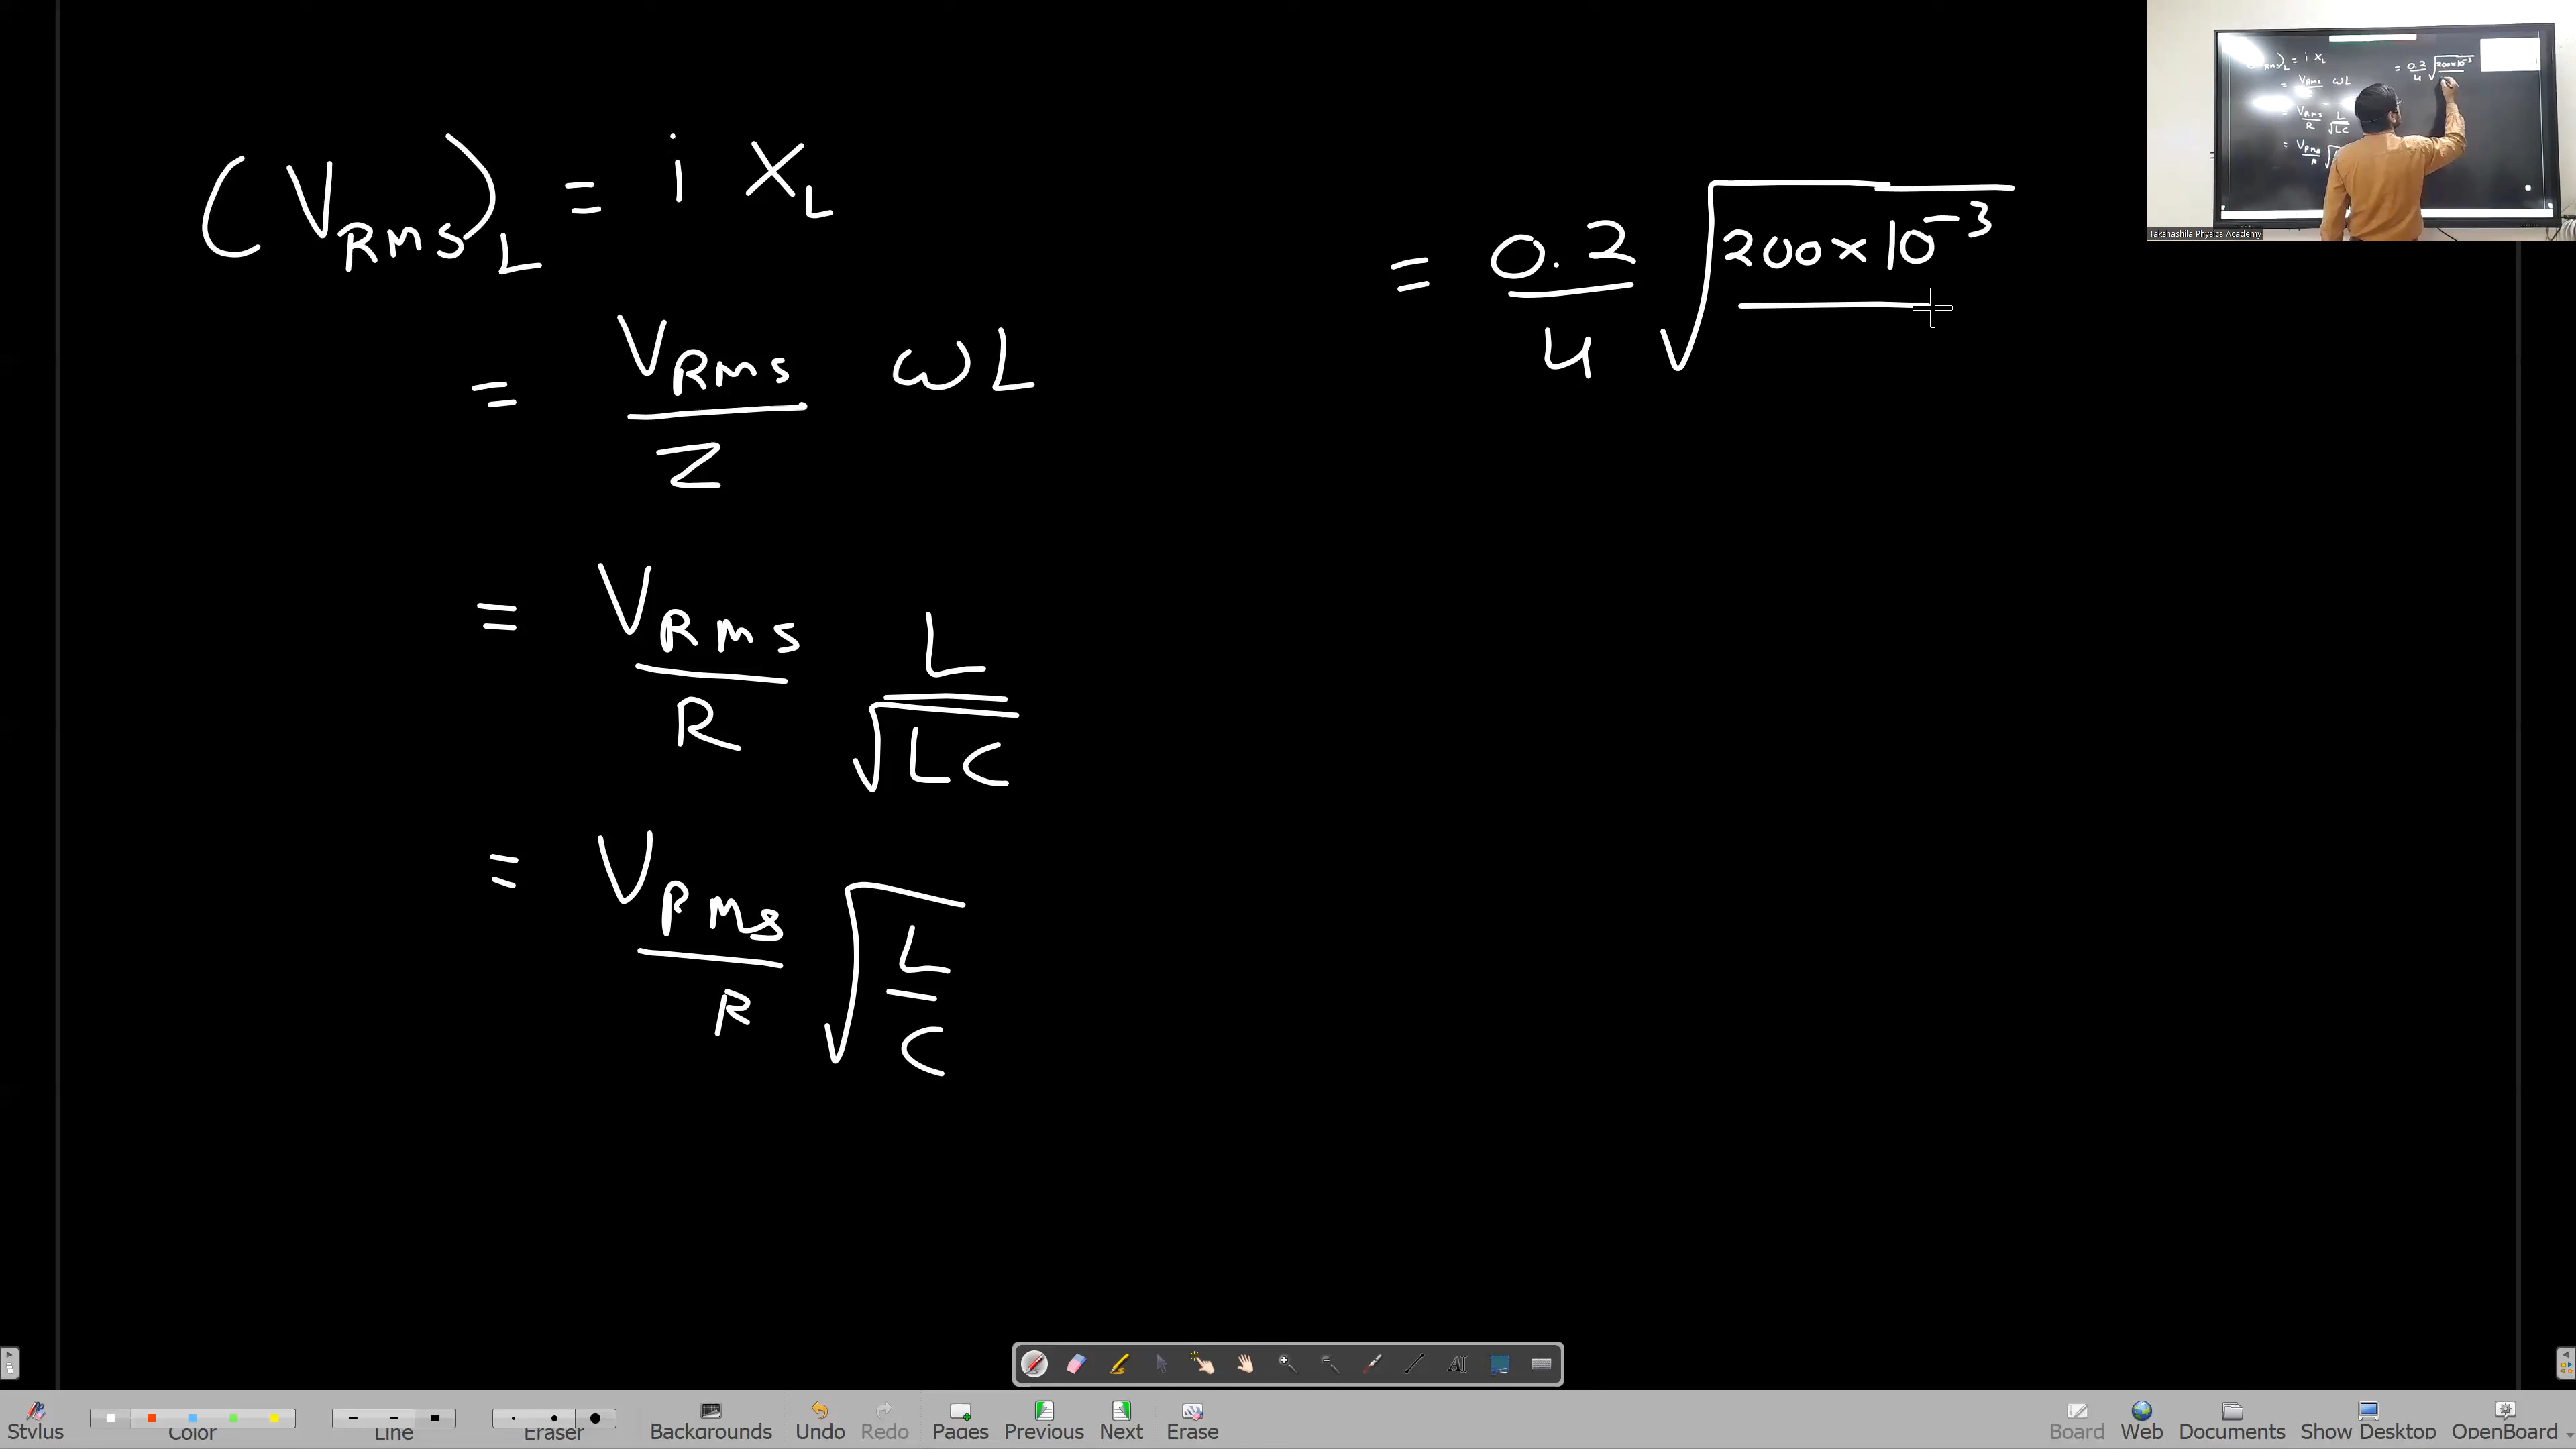 (V_RMS)_L = i X_L
= V_RMS / Z ωL
= V_RMS / R L / √LC
= V_RMS / R √(L / C)
= 0.2 / 4 √(200 × 10^-3 /
Takshashila Physics Academy
Stylus Color Line Eraser Backgrounds Undo Redo Pages Previous Next Erase Board Web Documents Show Desktop OpenBoard